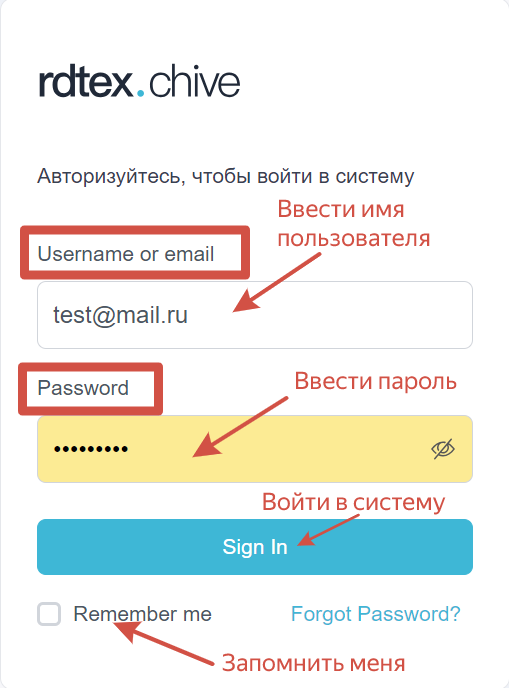 rdtex.chive
Авторизуйтесь, чтобы войти в систему
Ввести имя
пользователя
Username or email
test@mail.ru
Ввести пароль
Password
•••••••••
Войти в систему
Sign In
Remember me
Forgot Password?
Запомнить меня